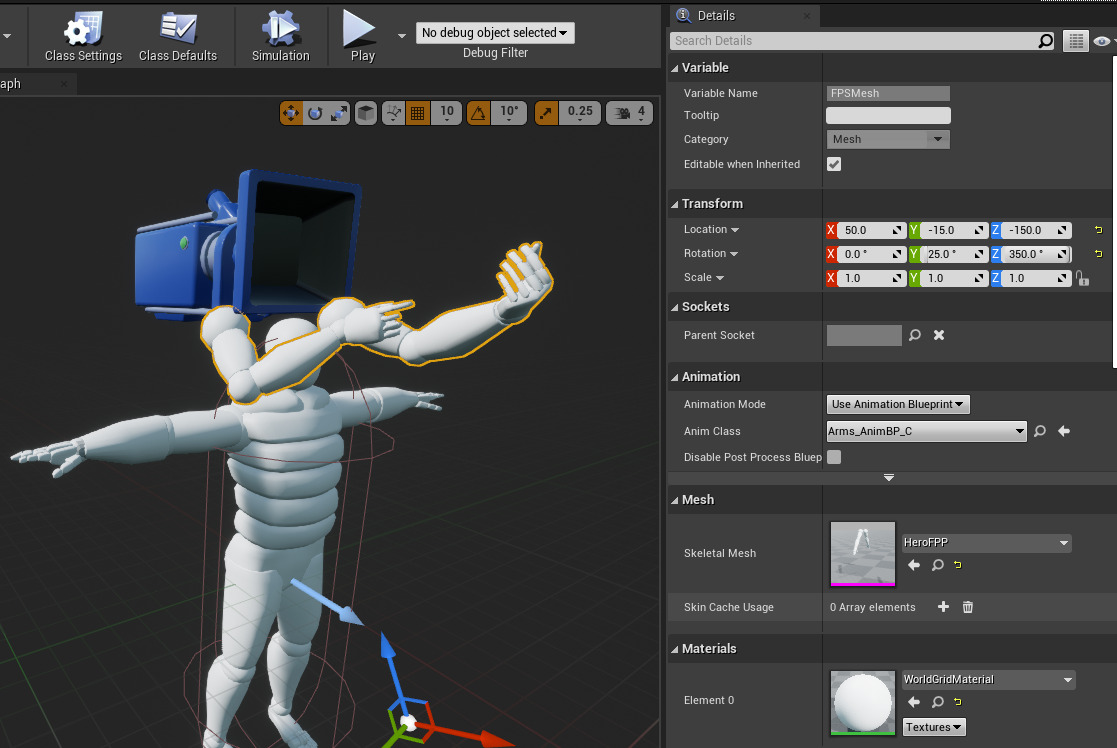 Class Settings
Class Defaults
Simulation
Play
No debug object selected
Debug Filter
aph
10
10°
0.25
4
Details
Search Details
Variable
Variable Name FPSMesh
Tooltip
Category Mesh
Editable when Inherited
Transform
Location X 50.0 Y -15.0 Z -150.0
Rotation X 0.0 ° Y 25.0 ° Z 350.0 °
Scale X 1.0 Y 1.0 Z 1.0
Sockets
Parent Socket
Animation
Animation Mode Use Animation Blueprint
Anim Class Arms_AnimBP_C
Disable Post Process Bluep
Mesh
Skeletal Mesh HeroFPP
Skin Cache Usage 0 Array elements
Materials
Element 0 WorldGridMaterial
Textures